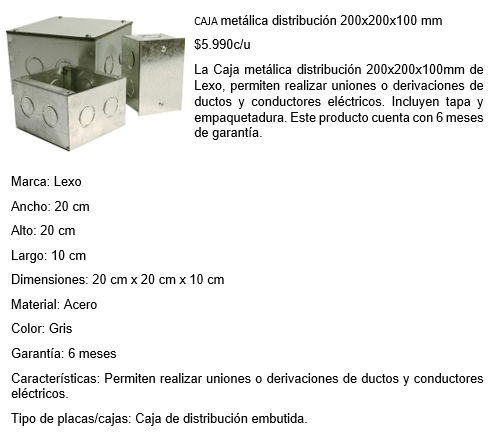 CAJA metálica distribución 200x200x100 mm
$5.990c/u
La Caja metálica distribución 200x200x100mm de
Lexo, permiten realizar uniones o derivaciones de
ductos y conductores eléctricos. Incluyen tapa y
empaquetadura. Este producto cuenta con 6 meses
de garantía.
Marca: Lexo
Ancho: 20 cm
Alto: 20 cm
Largo: 10 cm
Dimensiones: 20 cm x 20 cm x 10 cm
Material: Acero
Color: Gris
Garantía: 6 meses
Características: Permiten realizar uniones o derivaciones de ductos y conductores
eléctricos.
Tipo de placas/cajas: Caja de distribución embutida.